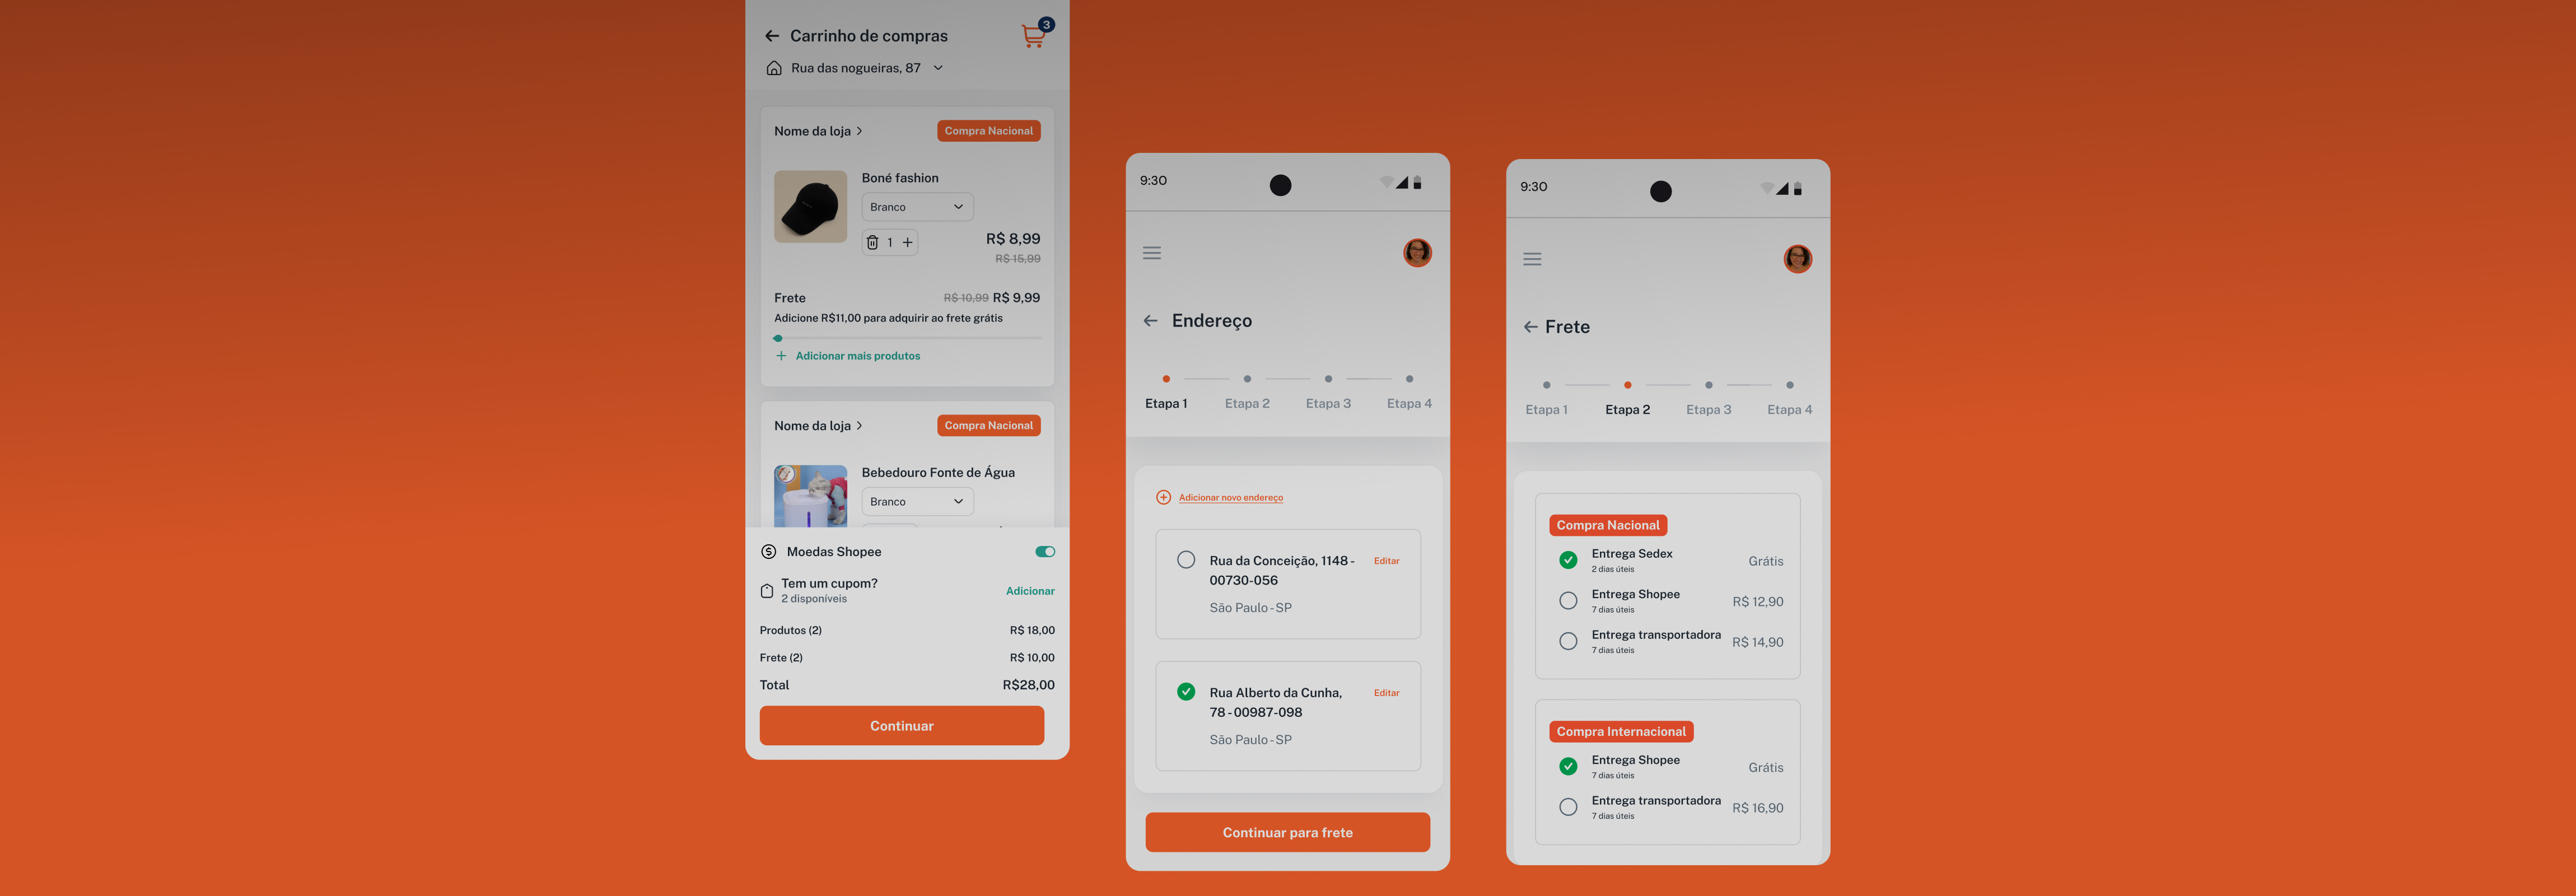 Carrinho de compras
3
Rua das nogueiras, 87
Nome da loja
Compra Nacional
Boné fashion
Branco
1
R$ 8,99
R$ 15,99
Frete
R$ 10,99 R$ 9,99
Adicione R$11,00 para adquirir ao frete grátis
Adicionar mais produtos
Nome da loja
Compra Nacional
Bebedouro Fonte de Água
Branco
Moedas Shopee
Tem um cupom?
2 disponíveis
Adicionar
Produtos (2)
R$ 18,00
Frete (2)
R$ 10,00
Total
R$28,00
Continuar
9:30
Endereço
Etapa 1
Etapa 2
Etapa 3
Etapa 4
Adicionar novo endereço
Rua da Conceição, 1148 -
00730-056
Editar
São Paulo - SP
Rua Alberto da Cunha,
78 - 00987-098
Editar
São Paulo - SP
Continuar para frete
9:30
Frete
Etapa 1
Etapa 2
Etapa 3
Etapa 4
Compra Nacional
Entrega Sedex
2 dias úteis
Grátis
Entrega Shopee
7 dias úteis
R$ 12,90
Entrega transportadora
7 dias úteis
R$ 14,90
Compra Internacional
Entrega Shopee
7 dias úteis
Grátis
Entrega transportadora
7 dias úteis
R$ 16,90